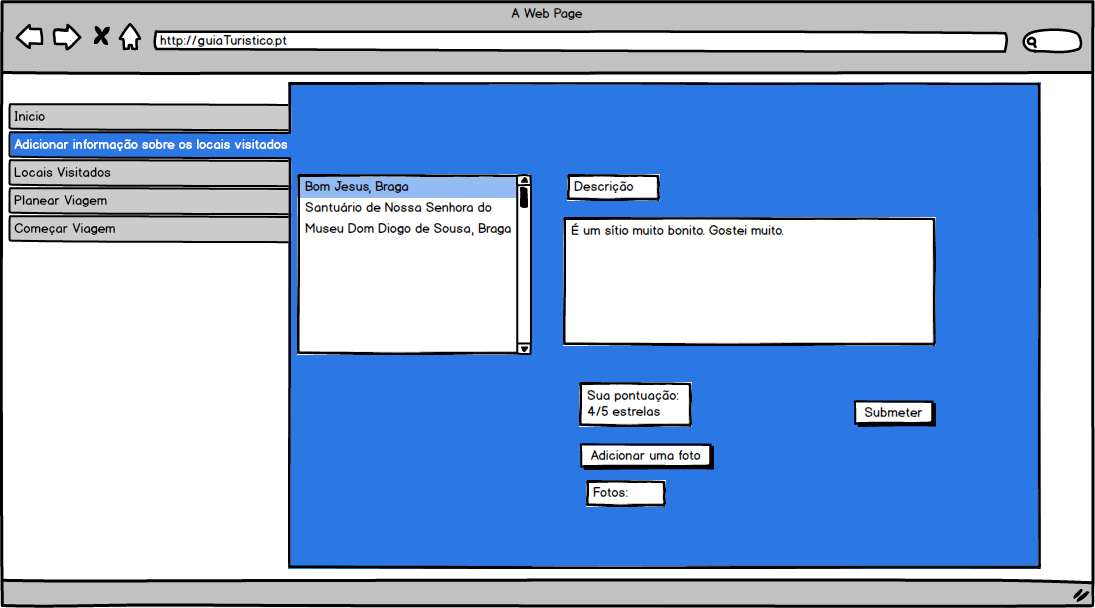 A Web Page
http://guiaTuristico.pt
Inicio
Adicionar informação sobre os locais visitados
Locais Visitados
Planear Viagem
Começar Viagem
Bom Jesus, Braga
Santuário de Nossa Senhora do
Museu Dom Diogo de Sousa, Braga
Descrição
É um sítio muito bonito. Gostei muito.
Sua pontuação:
4/5 estrelas
Submeter
Adicionar uma foto
Fotos: